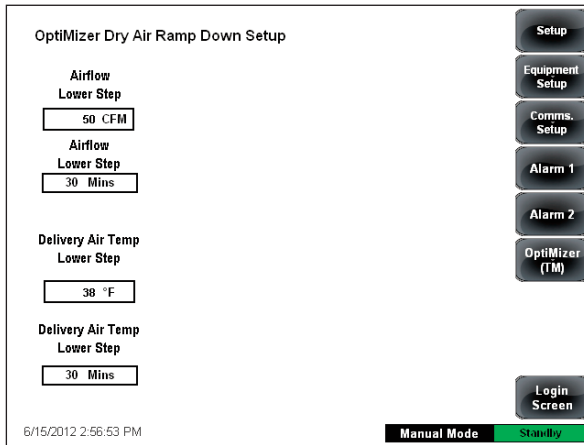 OptiMizer Dry Air Ramp Down Setup
Airflow
Lower Step
50 CFM
Airflow
Lower Step
30 Mins
Delivery Air Temp
Lower Step
38 °F
Delivery Air Temp
Lower Step
30 Mins
Setup
Equipment
Setup
Comms.
Setup
Alarm 1
Alarm 2
OptiMizer
(TM)
Login
Screen
6/15/2012 2:56:53 PM
Manual Mode
Standby